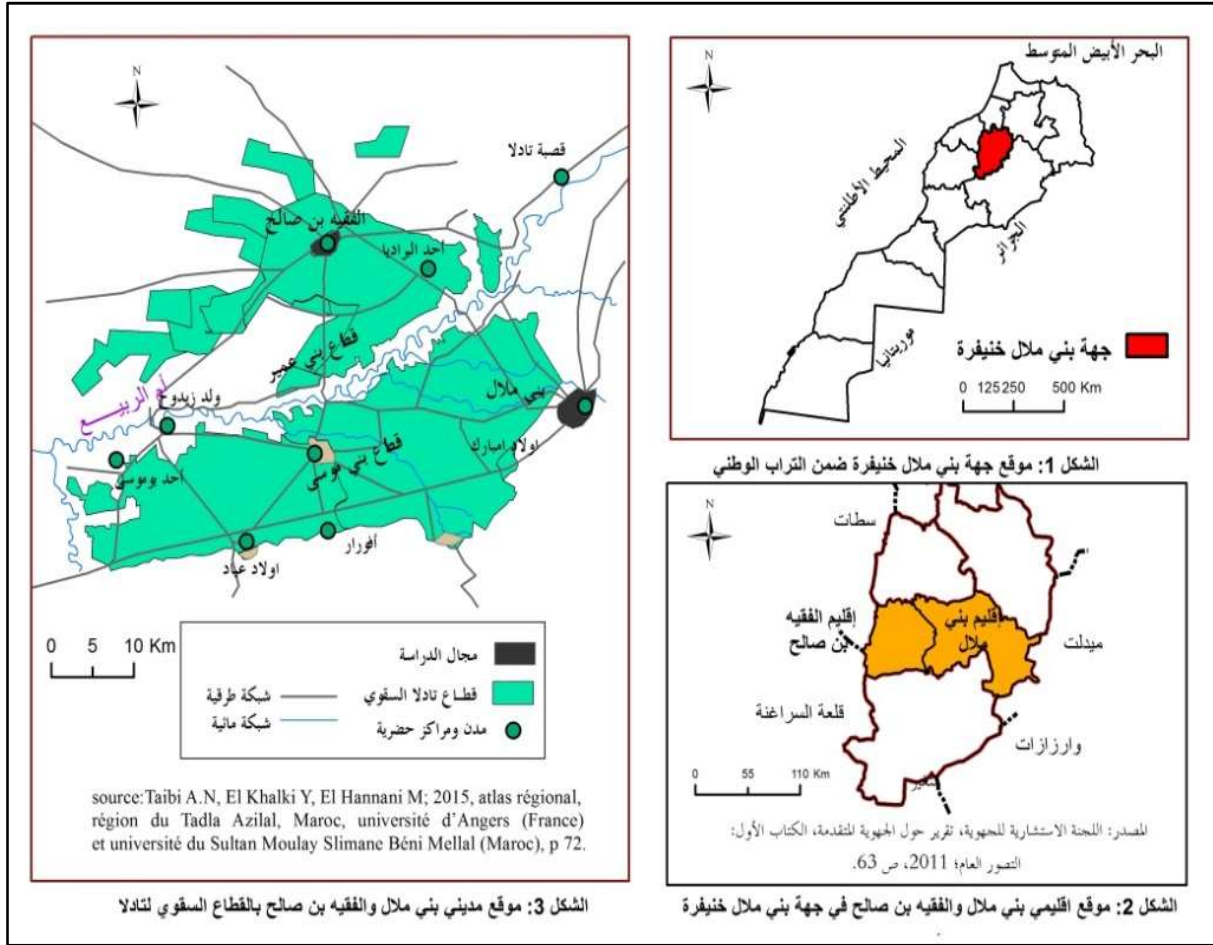 البحر الأبيض المتوسط
N
المحيط الأطلنتي
الجزائر
موريتانيا
جهة بني ملال خنيفرة
0 125 250 500 Km
الشكل 1: موقع جهة بني ملال خنيفرة ضمن التراب الوطني
N
سطات
إقليم الفقيه
بن صالح
إقليم بني
ملال
ميدلت
قلعة السراغنة
وارزازات
0 55 110 Km
المصدر: اللجنة الاستشارية للجهوية، تقرير حول الجهوية المتقدمة، الكتاب الأول:
التصور العام؛ 2011، ص 63.
الشكل 2: موقع اقليمي بني ملال والفقيه بن صالح في جهة بني ملال خنيفرة
N
قصبة تادلا
الفقيه بن صالح
أحد البراديا
قطاع بني عمير
أم الربيــــع
ولد زيدوح
بني ملال
اولاد امبارك
قطاع بني موسى
أحد بوموسى
أفورار
اولاد عياد
0 5 10 Km
مجال الدراسة
قطـاع تادلا السقوي
مدن ومراكز حضرية
شبكة طرقية
شبكة مائية
source:Taibi A.N, El Khalki Y, El Hannani M; 2015, atlas régional,
région du Tadla Azilal, Maroc, université d'Angers (France)
et université du Sultan Moulay Slimane Béni Mellal (Maroc), p 72.
الشكل 3: موقع مديني بني ملال والفقيه بن صالح بالقطاع السقوي لتادلا